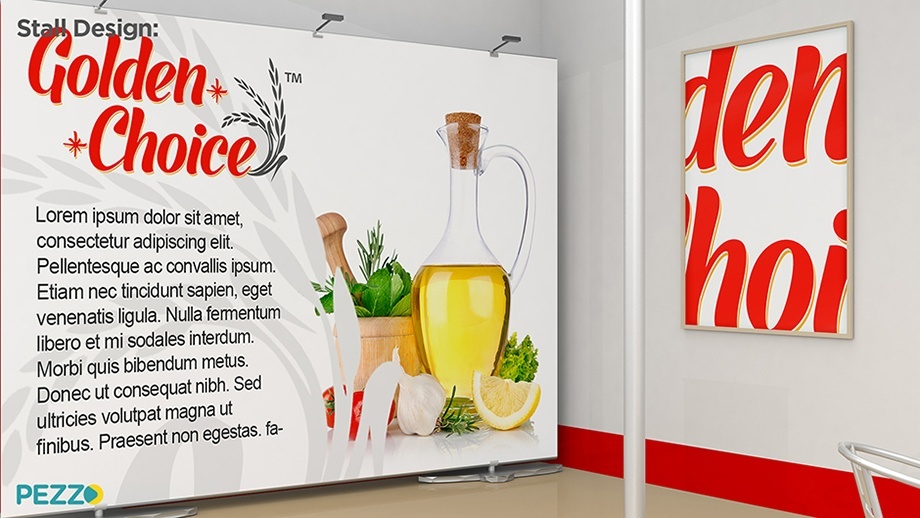 Stall Design:
Golden
Choice
TM
Lorem ipsum dolor sit amet,
consectetur adipiscing elit.
Pellentesque ac convallis ipsum.
Etiam nec tincidunt sapien, eget
venenatis ligula. Nulla fermentum
libero et mi sodales interdum.
Morbi quis bibendum metus.
Donec ut consequat nibh. Sed
ultricies volutpat magna ut
finibus. Praesent non egestas. fa-
den
hoi
PEZZO